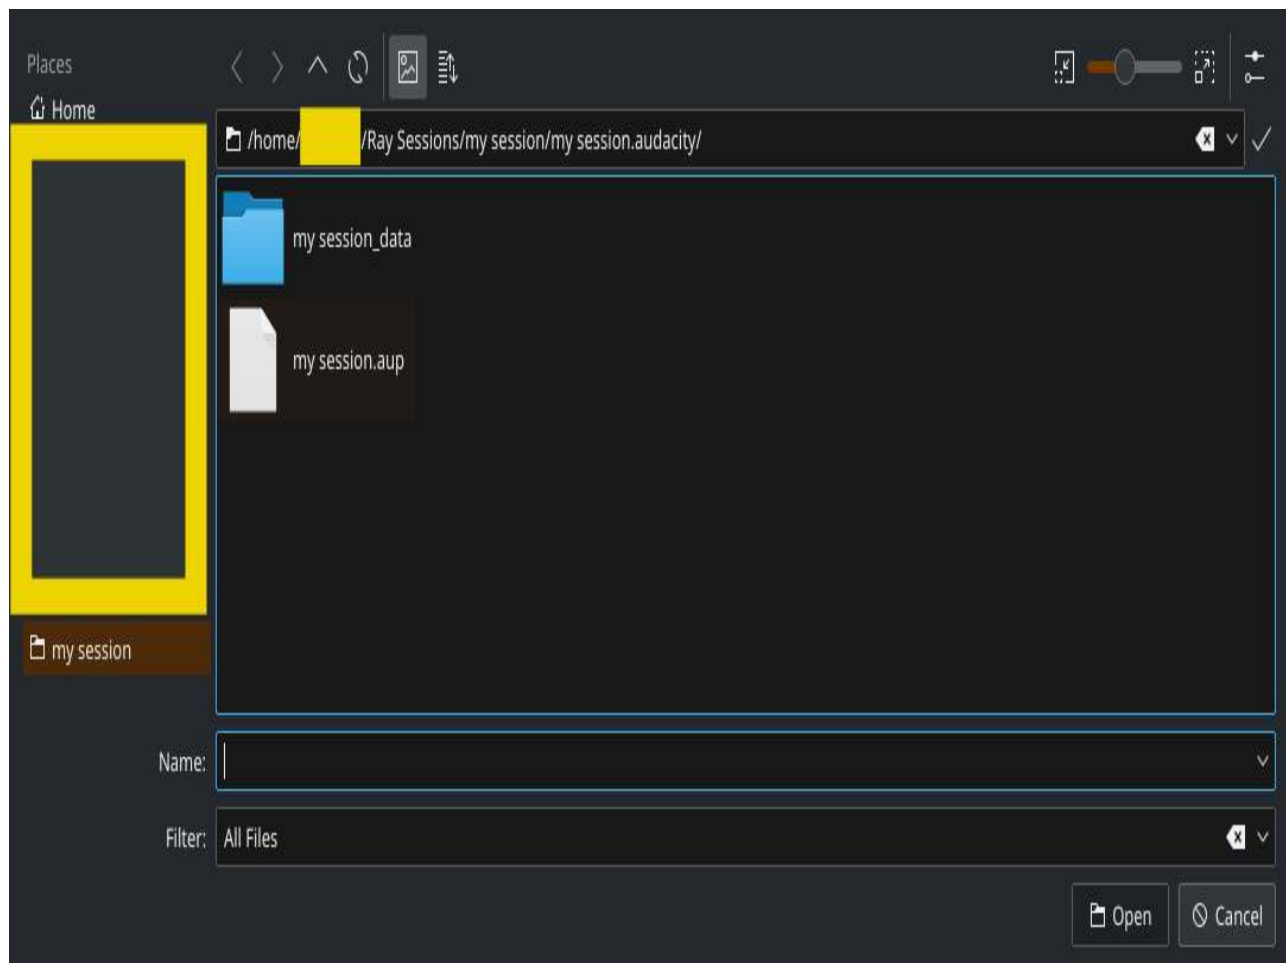 Places
Home
/home/
/Ray Sessions/my session/my session.audacity/
my session_data
my session.aup
my session
Name:
Filter: All Files
Open Cancel